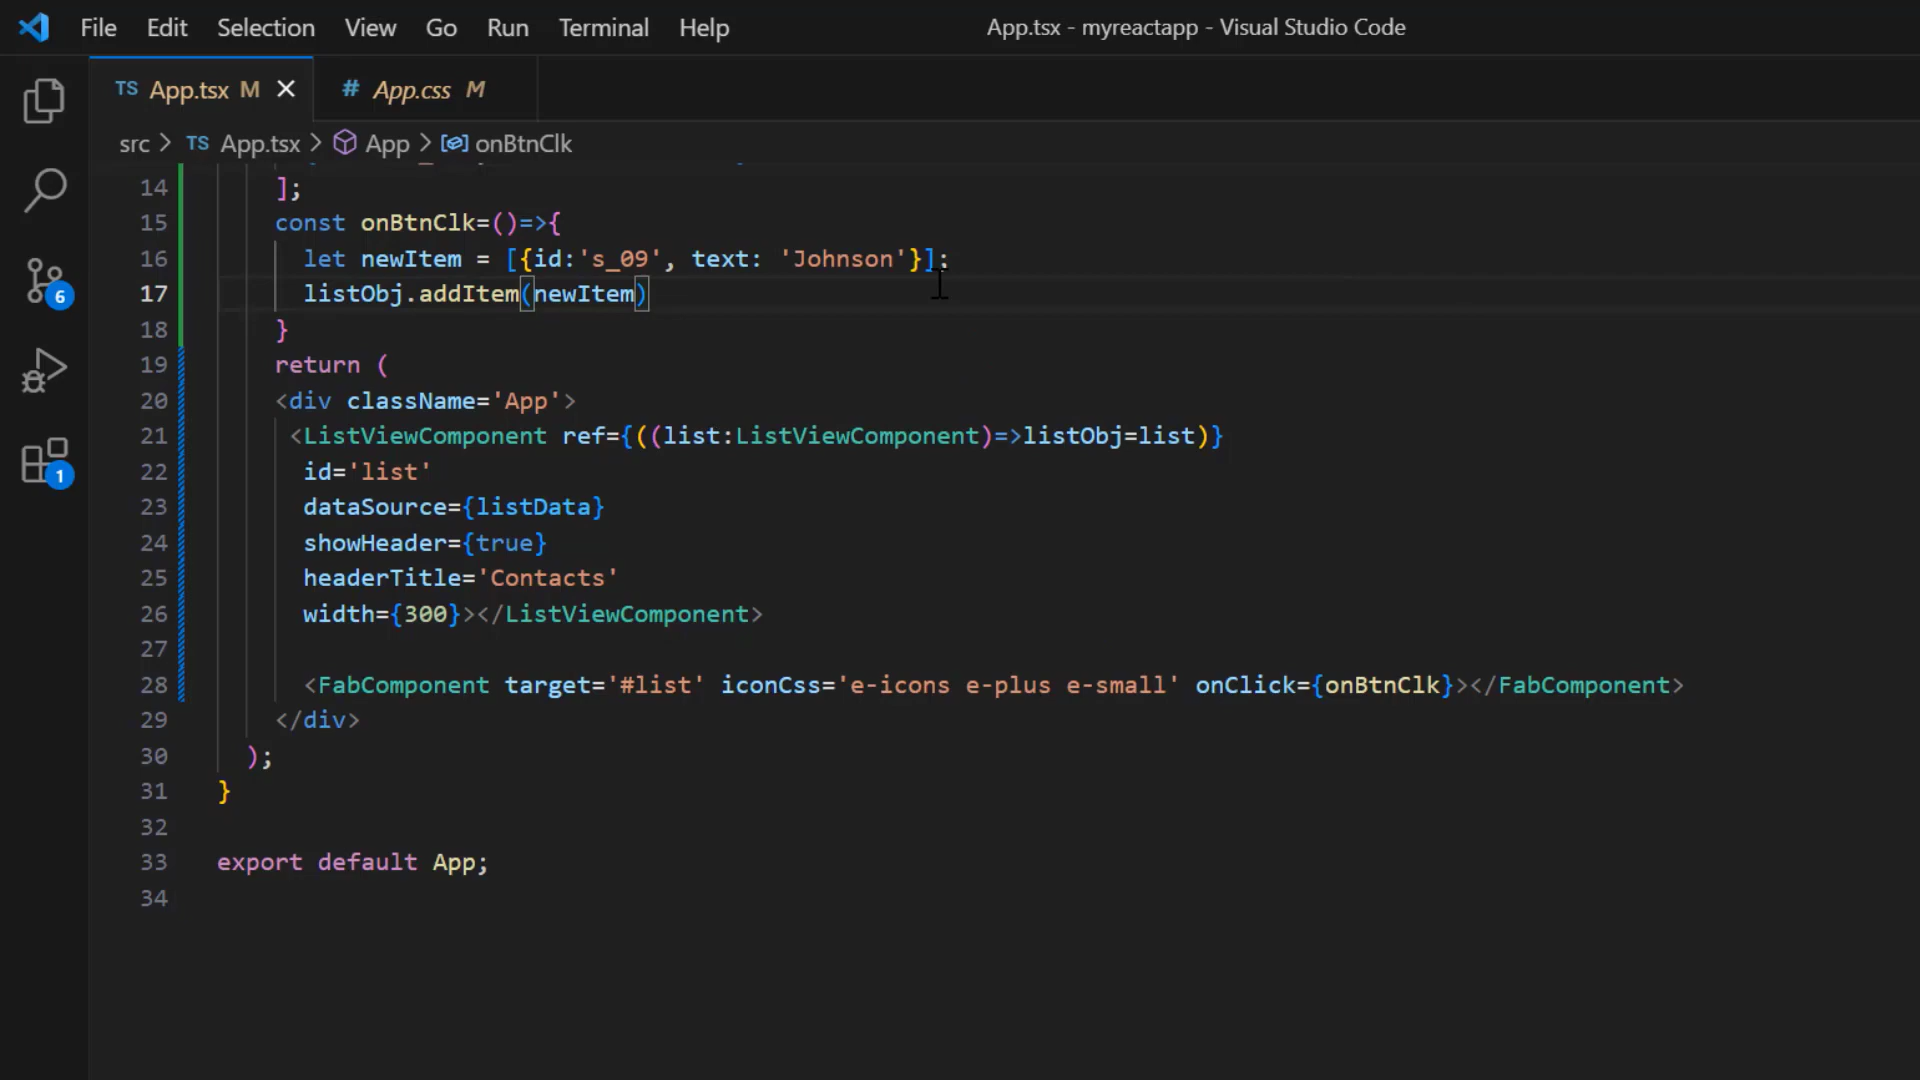 File Edit Selection View Go Run Terminal Help App.tsx - myreactapp - Visual Studio Code
TS App.tsx M # App.css M
src > TS App.tsx > App > onBtnClk
14 ];
15 const onBtnClk=()=>{
16 let newItem = [{id:'s_09', text: 'Johnson'}];
17 listObj.addItem(newItem)
18 }
19 return (
20 <div className='App'>
21 <ListViewComponent ref={((list:ListViewComponent)=>listObj=list)}
22 id='list'
23 dataSource={listData}
24 showHeader={true}
25 headerTitle='Contacts'
26 width={300}></ListViewComponent>
27
28 <FabComponent target='#list' iconCss='e-icons e-plus e-small' onClick={onBtnClk}></FabComponent>
29 </div>
30 );
31 }
32
33 export default App;
34
6
1